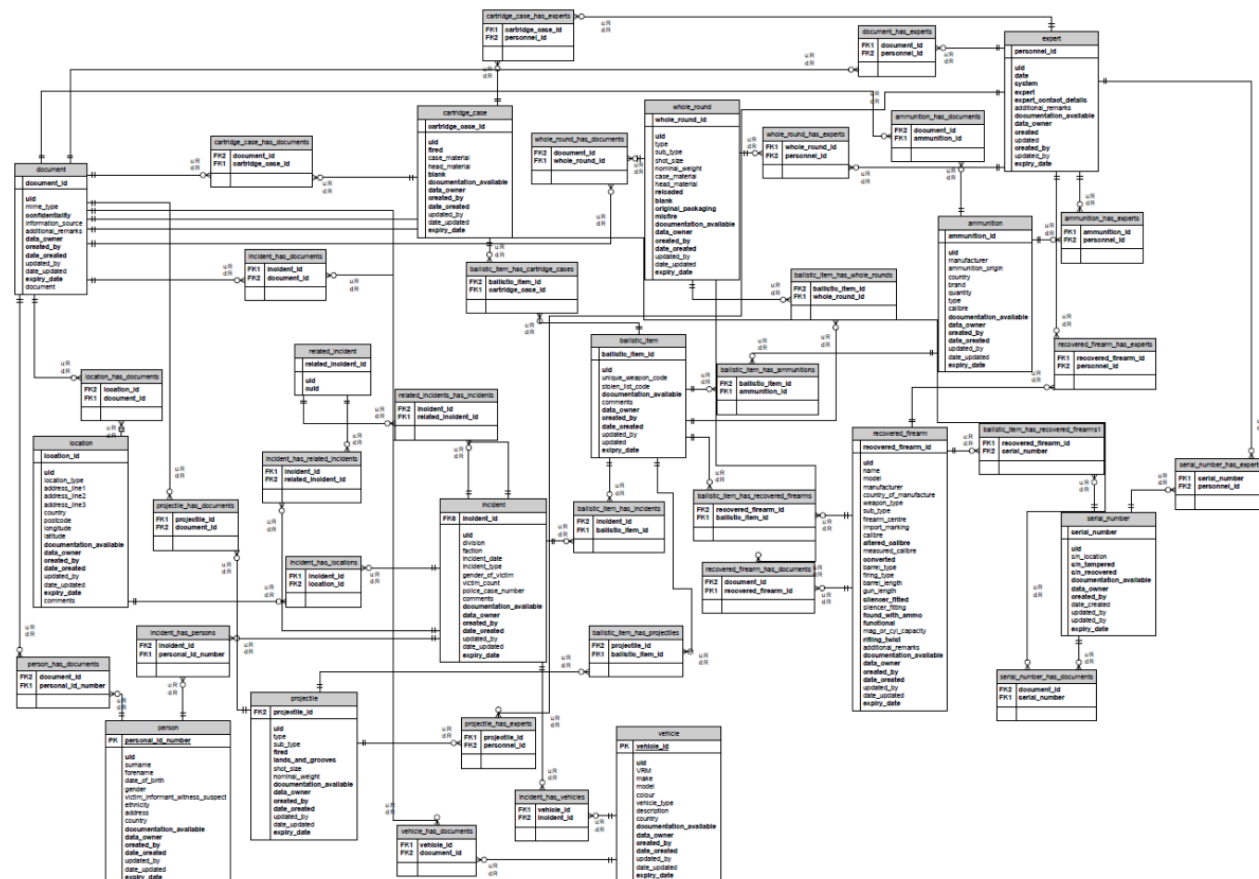 cartridge_case_has_experts
FK1 cartridge_case_id
FK2 personnel_id
document_has_experts
FK1 document_id
FK2 personnel_id
expert
personnel_id
uid
date
system
expert
expert_contact_details
additional_remarks
documentation_available
data_owner
created
updated
created_by
updated_by
expiry_date
cartridge_case
cartridge_case_id
uid
fired
case_material
head_material
blank
documentation_available
data_owner
created_by
date_created
updated_by
date_updated
expiry_date
whole_round
whole_round_id
uid
type
sub_type
shot_size
nominal_weight
case_material
head_material
reloaded
blank
original_packaging
misfire
documentation_available
data_owner
created_by
date_created
updated_by
date_updated
expiry_date
ammunition_has_documents
FK2 document_id
FK1 ammunition_id
cartridge_case_has_documents
FK2 document_id
FK1 cartridge_case_id
whole_round_has_documents
FK2 document_id
FK1 whole_round_id
whole_round_has_experts
FK1 whole_round_id
FK2 personnel_id
document
document_id
uid
mime_type
confidentiality
information_source
additional_remarks
data_owner
created_by
date_created
updated_by
date_updated
expiry_date
document
ammunition
ammunition_id
uid
manufacturer
ammunition_origin
country
brand
quantity
type
calibre
documentation_available
data_owner
created_by
date_created
updated_by
date_updated
expiry_date
ammunition_has_experts
FK1 ammunition_id
FK2 personnel_id
incident_has_documents
FK1 incident_id
FK2 document_id
ballistic_item_has_cartridge_cases
FK2 ballistic_item_id
FK1 cartridge_case_id
ballistic_item_has_whole_rounds
FK2 ballistic_item_id
FK1 whole_round_id
related_incident
related_incident_id
uid
ballistic_item
ballistic_item_id
uid
unique_weapon_code
stolen_list_code
documentation_available
comments
data_owner
created_by
date_created
updated_by
updated
expiry_date
recovered_firearm_has_experts
FK1 recovered_firearm_id
FK2 personnel_id
location_has_documents
FK2 location_id
FK1 document_id
related_incidents_has_incidents
FK2 incident_id
FK1 related_incident_id
ballistic_item_has_ammunitions
FK2 ballistic_item_id
FK1 ammunition_id
location
location_id
uid
location_type
address_line1
address_line2
address_line3
country
postcode
longitude
latitude
documentation_available
data_owner
created_by
date_created
updated_by
date_updated
expiry_date
comments
incident_has_related_incidents
FK1 incident_id
FK2 related_incident_id
recovered_firearm
recovered_firearm_id
uid
name
model
manufacturer
country_of_manufacture
weapon_type
sub_type
firearm_centre
import_marking
calibre
altered_calibre
measured_calibre
converted
barrel_type
firing_type
barrel_length
gun_length
silencer_fitted
silencer_fitting
found_with_ammo
functional
mag_or_cyl_capacity
rifling_twist
additional_remarks
documentation_available
data_owner
created_by
date_created
updated_by
date_updated
expiry_date
ballistic_item_has_recovered_firearms1
FK1 recovered_firearm_id
FK2 serial_number
serial_number_has_experts
FK1 serial_number
FK2 personnel_id
projectile_has_documents
FK1 projectile_id
FK2 document_id
incident
FK6 incident_id
uid
division
faction
incident_date
incident_type
gender_of_victim
victim_count
police_case_number
comments
documentation_available
data_owner
created_by
date_created
updated_by
date_updated
expiry_date
ballistic_item_has_incidents
FK2 incident_id
FK1 ballistic_item_id
ballistic_item_has_recovered_firearms
FK2 recovered_firearm_id
FK1 ballistic_item_id
serial_number
serial_number
uid
s/n_location
s/n_tampered
s/n_recovered
documentation_available
data_owner
created_by
date_created
updated_by
updated_by
expiry_date
incident_has_locations
FK1 incident_id
FK2 location_id
recovered_firearm_has_documents
FK2 document_id
FK1 recovered_firearm_id
incident_has_persons
FK2 incident_id
FK1 personal_id_number
ballistic_item_has_projectiles
FK2 projectile_id
FK1 ballistic_item_id
person_has_documents
FK2 document_id
FK1 personal_id_number
serial_number_has_documents
FK2 document_id
FK1 serial_number
projectile
FK2 projectile_id
uid
type
sub_type
fired
lands_and_grooves
shot_size
nominal_weight
documentation_available
data_owner
created_by
date_created
updated_by
date_updated
expiry_date
projectile_has_experts
FK1 projectile_id
FK2 personnel_id
person
PK personal_id_number
uid
surname
forename
date_of_birth
gender
victim_informant_witness_suspect
ethnicity
address
country
documentation_available
data_owner
created_by
date_created
updated_by
date_updated
expiry_date
vehicle
PK vehicle_id
uid
VRM
make
model
colour
vehicle_type
description
country
documentation_available
data_owner
created_by
date_created
updated_by
date_updated
expiry_date
incident_has_vehicles
FK1 vehicle_id
FK2 incident_id
vehicle_has_documents
FK1 vehicle_id
FK2 document_id